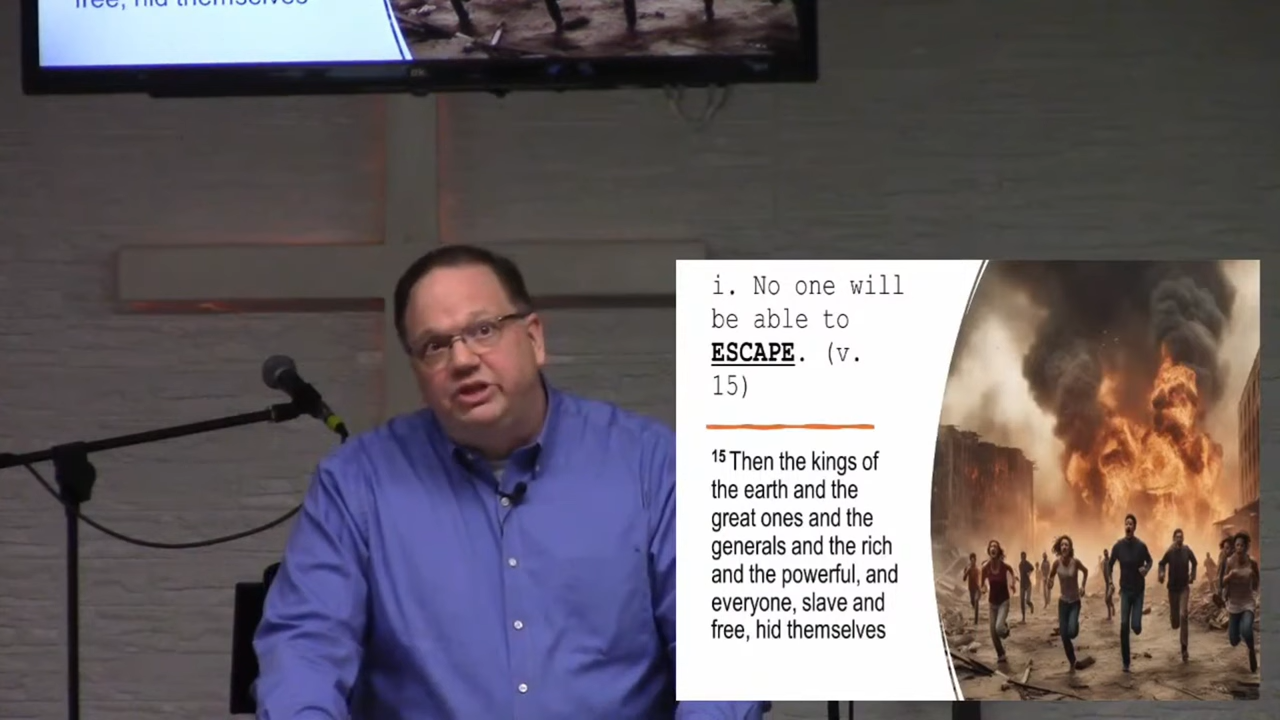 free, hid themselves
i. No one will
be able to
ESCAPE. (v.
15)
15 Then the kings of
the earth and the
great ones and the
generals and the rich
and the powerful, and
everyone, slave and
free, hid themselves